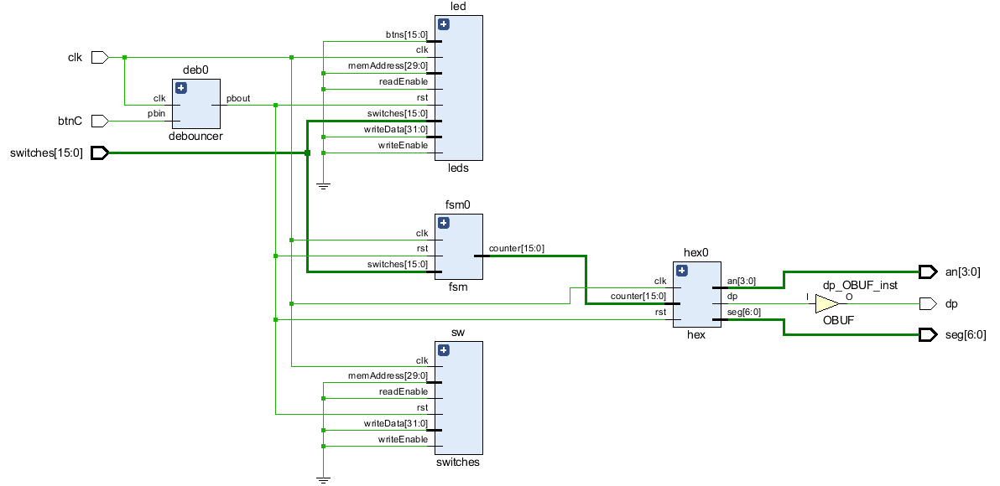 led
btns[15:0]
clk
memAddress[29:0]
readEnable
rst
switches[15:0]
writeData[31:0]
writeEnable
leds
clk
btnC
switches[15:0]
deb0
clk
pbin
pbout
debouncer
fsm0
clk
rst
switches[15:0]
counter[15:0]
fsm
hex0
clk
counter[15:0]
rst
an[3:0]
dp
seg[6:0]
hex
dp_OBUF_inst
I
O
OBUF
an[3:0]
dp
seg[6:0]
sw
clk
memAddress[29:0]
readEnable
rst
writeData[31:0]
writeEnable
switches